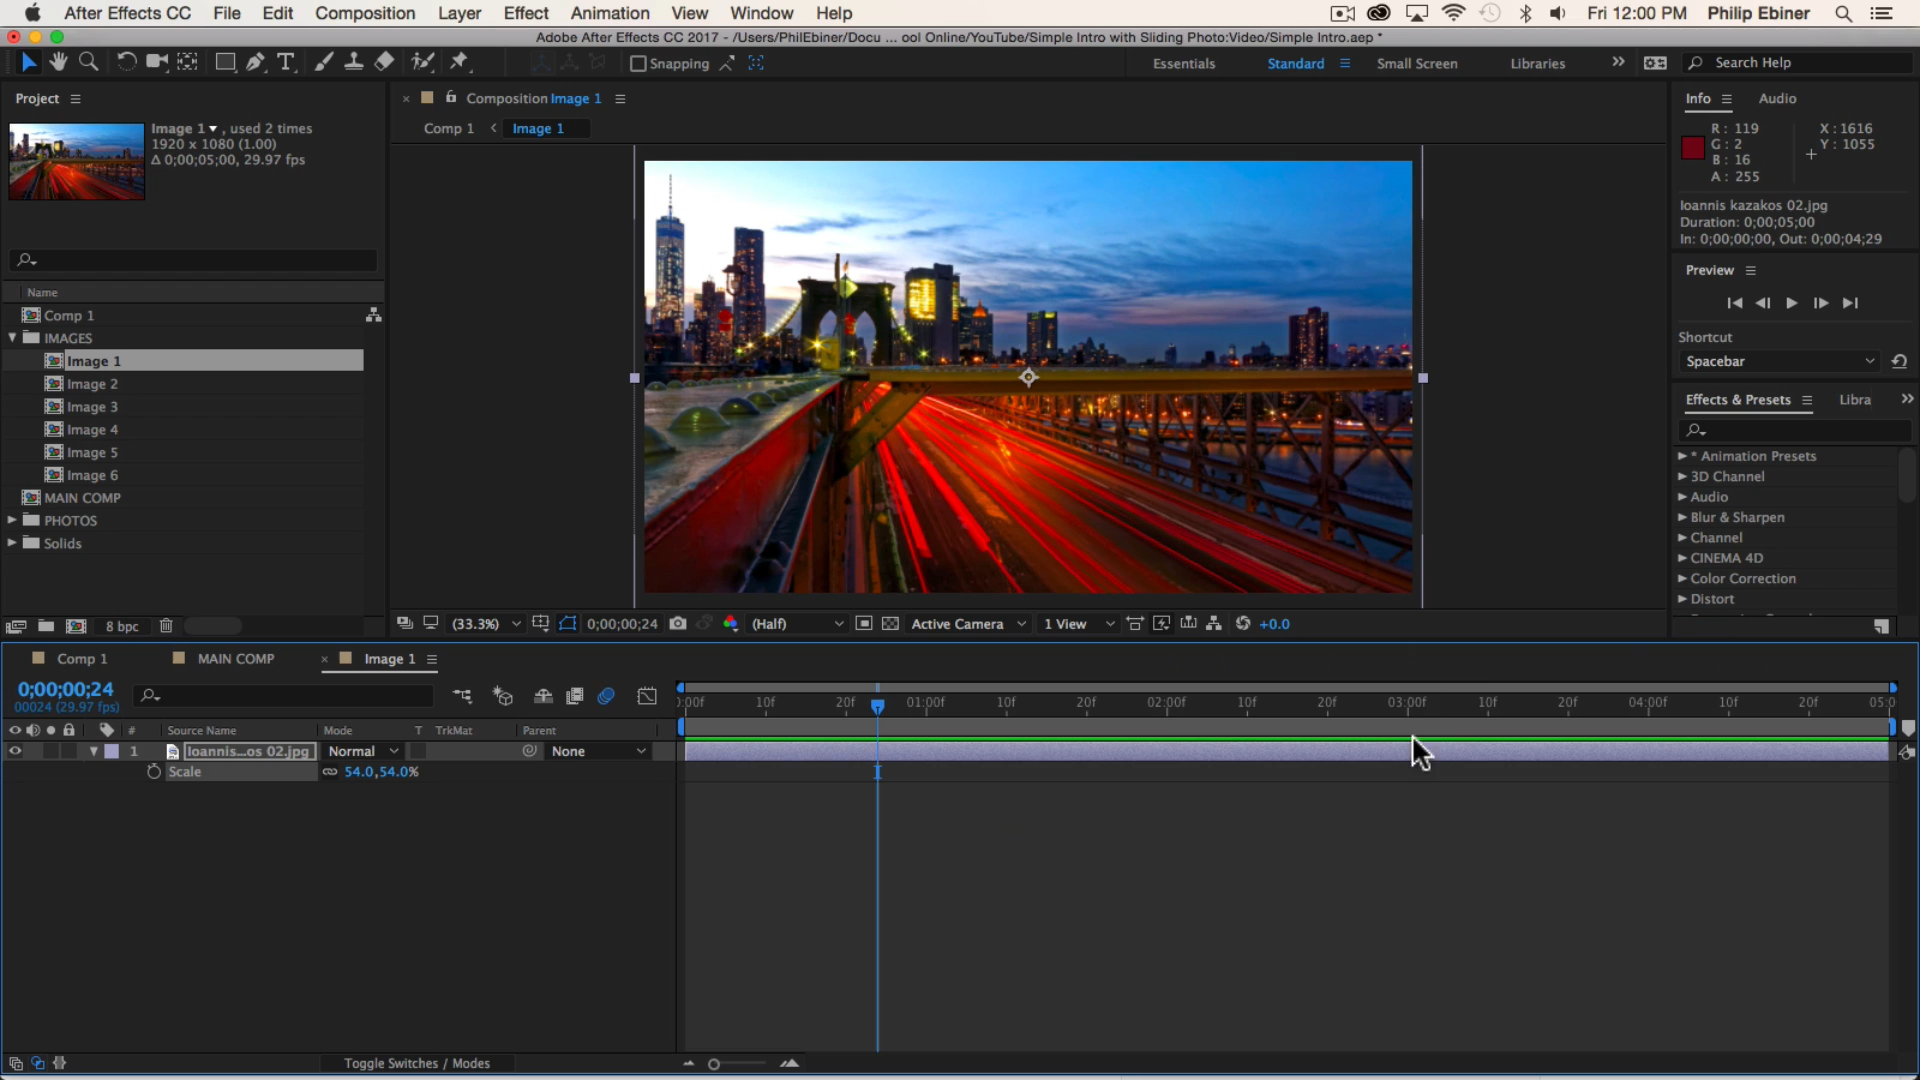 After Effects CC File Edit Composition Layer Effect Animation View Window Help Fri 12:00 PM Philip Ebiner
Adobe After Effects CC 2017 - /Users/PhilEbiner/Docu ... ool Online/YouTube/Simple Intro with Sliding Photo:Video/Simple Intro.aep *
Snapping Essentials Standard Small Screen Libraries Search Help
Project
Image 1, used 2 times
1920 x 1080 (1.00)
Δ 0;00;05;00, 29.97 fps
Name
Comp 1
IMAGES
Image 1
Image 2
Image 3
Image 4
Image 5
Image 6
MAIN COMP
PHOTOS
Solids
8 bpc
Composition Image 1
Comp 1 Image 1
(33.3%) 0;00;00;24 (Half) Active Camera 1 View +0.0
Info Audio
R: 119 X: 1616
G: 2 Y: 1055
B: 16
A: 255
Ioannis kazakos 02.jpg
Duration: 0;00;05;00
In: 0;00;00;00, Out: 0;00;04;29
Preview
Shortcut
Spacebar
Effects & Presets Libra
* Animation Presets
3D Channel
Audio
Blur & Sharpen
Channel
CINEMA 4D
Color Correction
Distort
Comp 1 MAIN COMP Image 1
0;00;00;24
00024 (29.97 fps)
):00f 10f 20f 01:00f 10f 20f 02:00f 10f 20f 03:00f 10f 20f 04:00f 10f 20f 05:0
# Source Name Mode T TrkMat Parent
1 Ioannis...os 02.jpg Normal None
Scale 54.0,54.0%
Toggle Switches / Modes